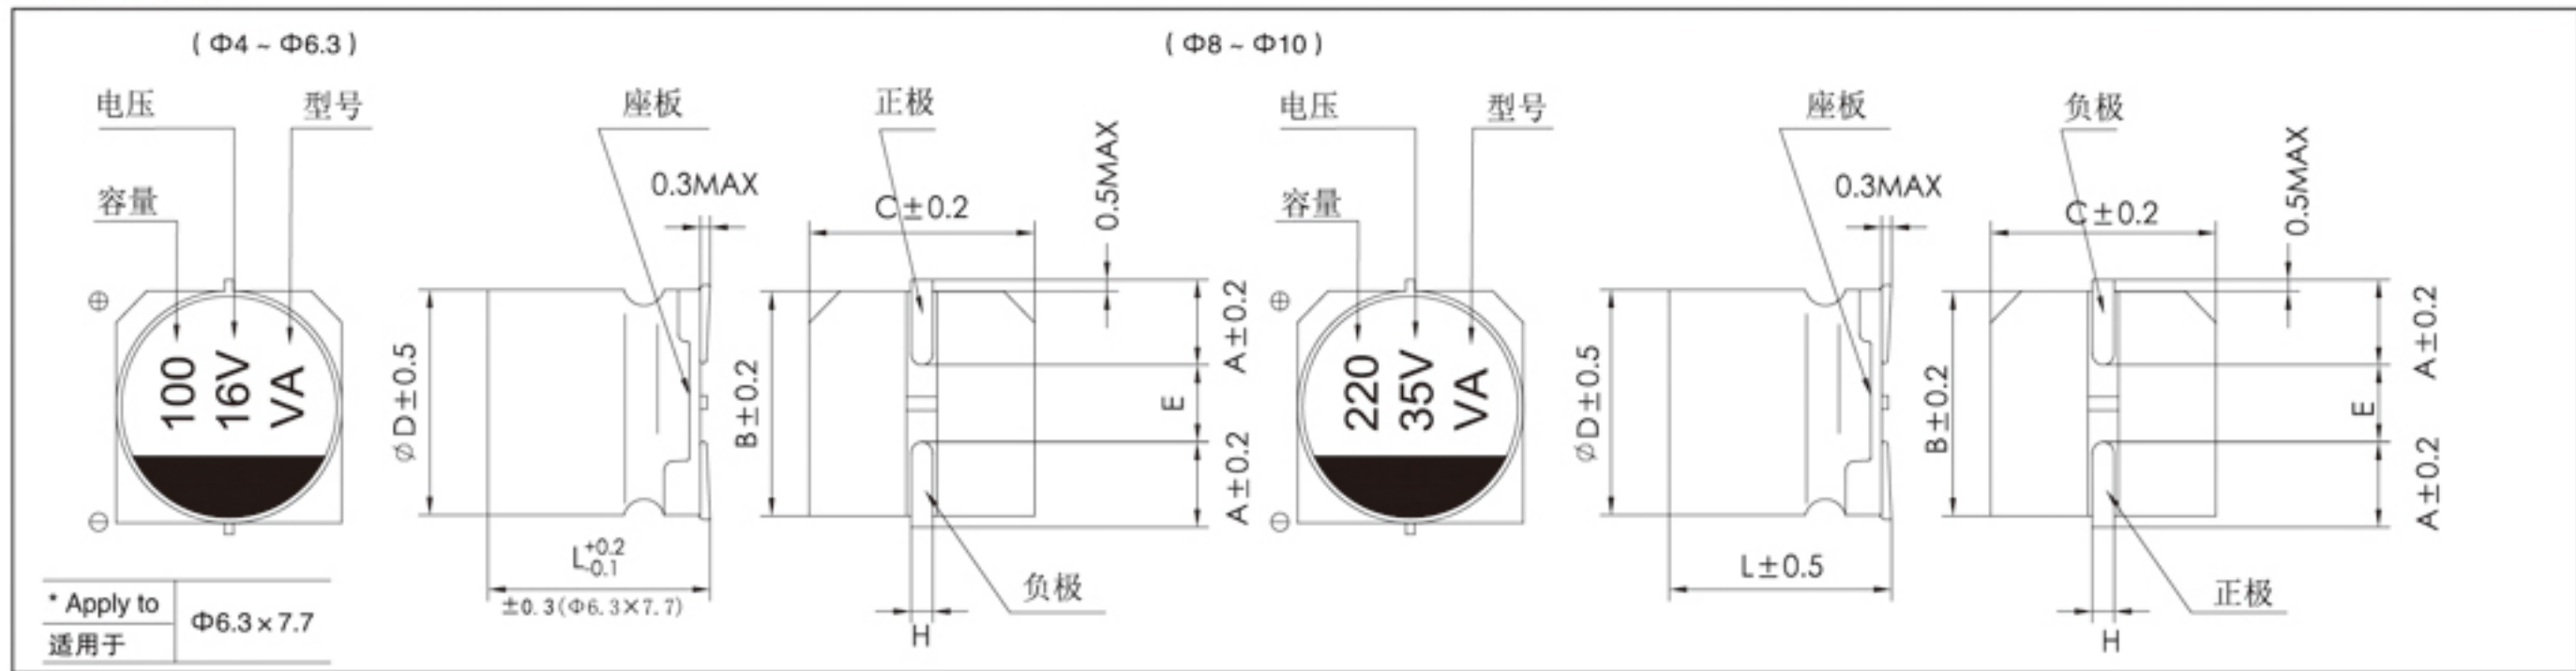 ( Φ4 ~ Φ6.3 )
电压
型号
容量
⊕
100
16V
VA
⊖
* Apply to
适用于
Φ6.3×7.7
座板
0.3MAX
ØD±0.5
L+0.2 -0.1
±0.3(Φ6.3×7.7)
正极
C±0.2
0.5MAX
B±0.2
A±0.2
E
A±0.2
负极
H
( Φ8 ~ Φ10 )
电压
型号
容量
⊕
220
35V
VA
⊖
座板
0.3MAX
ØD±0.5
L±0.5
负极
C±0.2
0.5MAX
B±0.2
A±0.2
E
A±0.2
正极
H